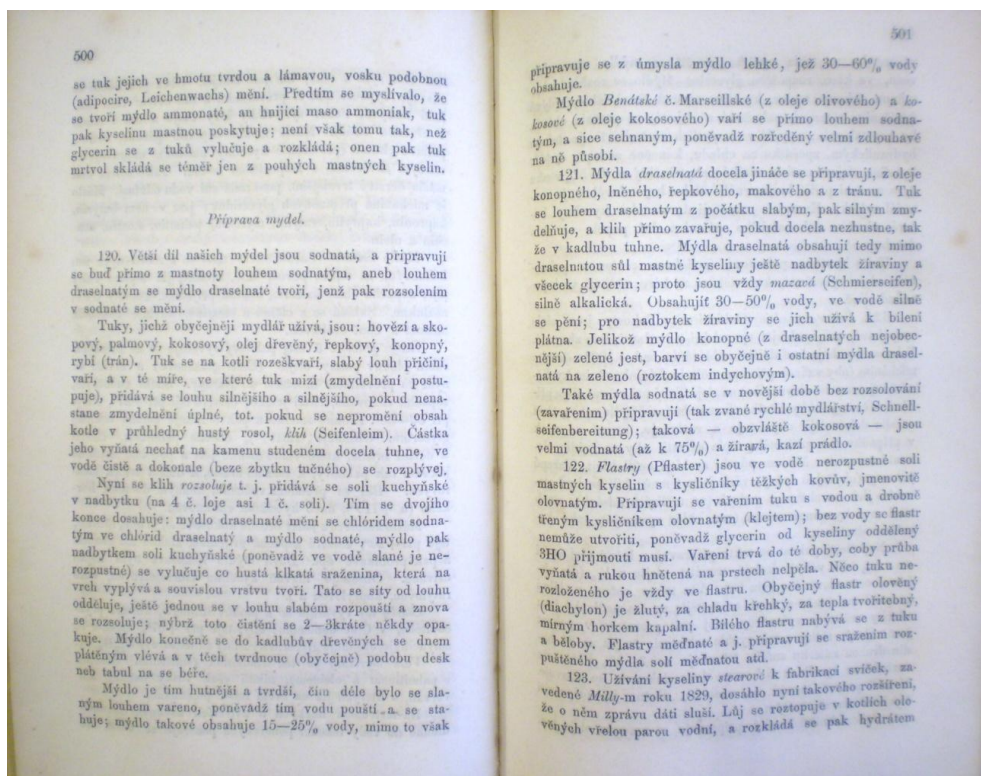 500
se tuk jejich ve hmotu tvrdou a lámavou, vosku podobnou
(adipocire, Leichenwachs) mění. Předtím se myslívalo, že
se tvoří mýdlo ammonaté, an hnijící maso ammoniak, tuk
pak kyselinu mastnou poskytuje; není však tomu tak, než
glycerin se z tuků vylučuje a rozkládá; onen pak tuk
mrtvol skládá se téměř jen z pouhých mastných kyselin.
Příprava mydel.
120. Větší díl našich mýdel jsou sodnatá, a připravují
se buď přímo z mastnoty louhem sodnatým, aneb louhem
draselnatým se mýdlo draselnaté tvoří, jenž pak rozsolením
v sodnaté se mění.
Tuky, jichž obyčejněji mydlář užívá, jsou: hovězí a sko-
pový, palmový, kokosový, olej dřevěný, řepkový, konopný,
rybí (trán). Tuk se na kotli rozeškvaří, slabý louh přičiní,
vaří, a v té míře, ve které tuk mizí (zmydelnění postu-
puje), přidává se louhu silnějšího a silnějšího, pokud nena-
stane zmydelnění úplné, tot. pokud se nepromění obsah
kotle v průhledný hustý rosol, klih (Seifenleim). Částka
jeho vyňatá nechať na kamenu studeném docela tuhne, ve
vodě čistě a dokonale (beze zbytku tučného) se rozplývej.
Nyní se klih rozsoluje t. j. přidává se soli kuchyňské
v nadbytku (na 4 č. loje asi 1 č. soli). Tím se dvojího
konce dosahuje: mýdlo draselnaté mění se chlóridem sodna-
tým ve chlórid draselnatý a mýdlo sodnaté, mýdlo pak
nadbytkem soli kuchyňské (poněvadž ve vodě slané je ne-
rozpustné) se vylučuje co hustá klkatá sraženina, která na
vrch vyplývá a souvislou vrstvu tvoří. Tato se síty od louhu
odděluje, ještě jednou se v louhu slabém rozpouští a znova
se rozsoluje; nýbrž toto čistění se 2—3kráte někdy opa-
kuje. Mýdlo konečně se do kadlubův dřevěných se dnem
plátěným vlévá a v těch tvrdnouc (obyčejně) podobu desk
neb tabul na se béře.
Mýdlo je tím hutnější a tvrdší, čím déle bylo se sla-
ným louhem vařeno, poněvadž tím vodu pouští a se sta-
huje; mýdlo takové obsahuje 15—25% vody, mimo to však
501
připravuje se z úmysla mýdlo lehké, jež 30—60% vody
obsahuje.
Mýdlo Benátské č. Marseillské (z oleje olivového) a ko-
kosové (z oleje kokosového) vaří se přímo louhem sodna-
tým, a sice sehnaným, poněvadž rozředěný velmi zdlouhavě
na ně působí.
121. Mýdla draselnatá docela jináče se připravují, z oleje
konopného, lněného, řepkového, makového a z tránu. Tuk
se louhem draselnatým z počátku slabým, pak silným zmy-
delňuje, a klih přímo zavařuje, pokud docela nezhustne, tak
že v kadlubu tuhne. Mýdla draselnatá obsahují tedy mimo
draselnatou sůl mastné kyseliny ještě nadbytek žíraviny a
všecek glycerin; proto jsou vždy mazavá (Schmierseifen),
silně alkalická. Obsahujíť 30—50% vody, ve vodě silně
se pění; pro nadbytek žíraviny se jich užívá k bílení
plátna. Jelikož mýdlo konopné (z draselnatých nejobec-
nější) zelené jest, barví se obyčejně i ostatní mýdla drasel-
natá na zeleno (roztokem indychovým).
Také mýdla sodnatá se v novější době bez rozsolování
(zavařením) připravují (tak zvané rychlé mydlářství, Schnell-
seifenbereitung); taková — obzvláště kokosová — jsou
velmi vodnatá (až k 75%) a žíravá, kazí prádlo.
122. Flastry (Pflaster) jsou ve vodě nerozpustné soli
mastných kyselin s kysličníky těžkých kovův, jmenovitě
olovnatým. Připravují se vařením tuku s vodou a drobně
třeným kysličníkem olovnatým (klejtem); bez vody se flastr
nemůže utvořiti, poněvadž glycerin od kyseliny oddělený
3HO přijmouti musí. Vaření trvá do té doby, coby průba
vyňatá a rukou hnětená na prstech nelpěla. Něco tuku ne-
rozloženého je vždy ve flastru. Obyčejný flastr olověný
(diachylon) je žlutý, za chladu křehký, za tepla tvořitebný,
mírným horkem kapalní. Bílého flastru nabývá se z tuku
a běloby. Flastry měďnaté a j. připravují se sražením roz-
puštěného mýdla solí měďnatou atd.
123. Užívání kyseliny stearové k fabrikací svíček, za-
vedené Milly-m roku 1829, dosáhlo nyní takového rozšíření,
že o něm zprávu dáti sluší. Lůj se roztopuje v kotlích olo-
věných vřelou parou vodní, a rozkládá se pak hydrátem